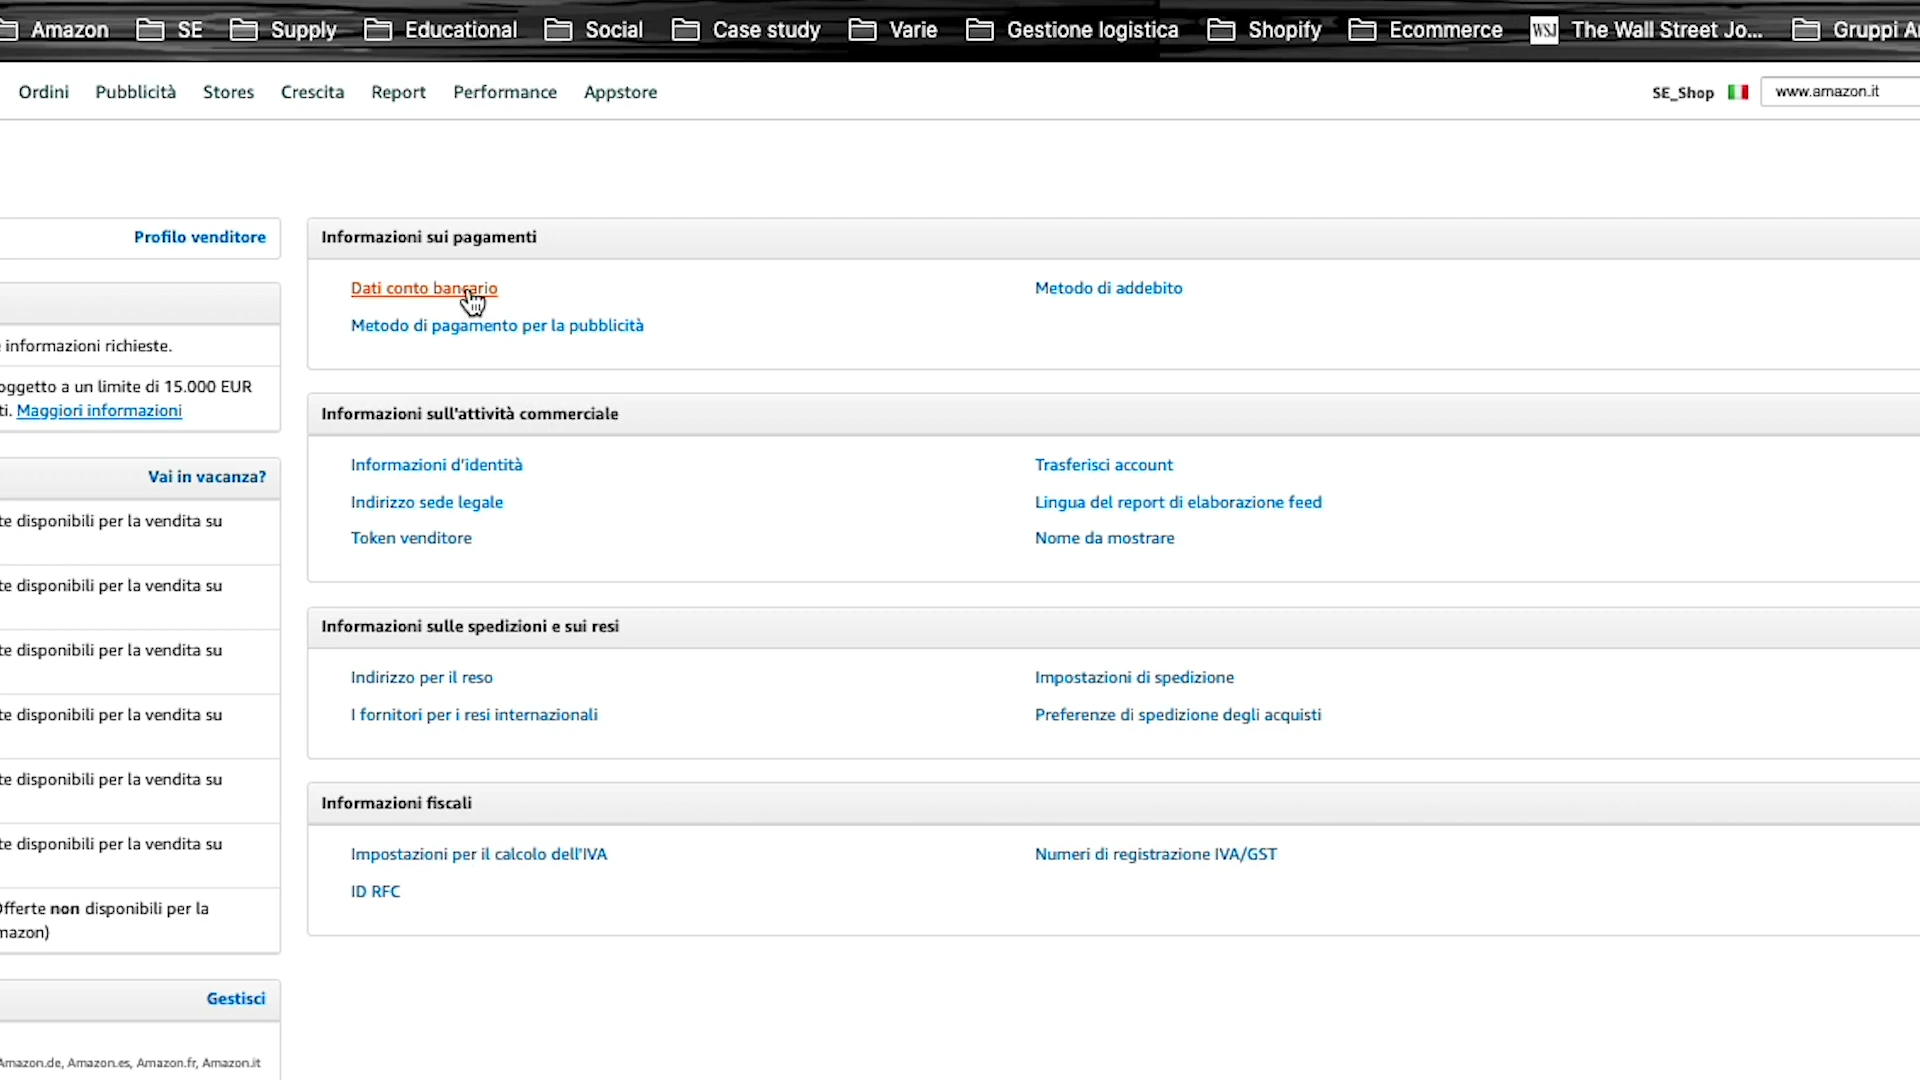 Amazon SE Supply Educational Social Case study Varie Gestione logistica Shopify Ecommerce WSJ The Wall Street Jo... Gruppi A
Ordini Pubblicità Stores Crescita Report Performance Appstore SE_Shop www.amazon.it
Profilo venditore
informazioni richieste.
oggetto a un limite di 15.000 EUR
ti. Maggiori informazioni
Vai in vacanza?
te disponibili per la vendita su
te disponibili per la vendita su
te disponibili per la vendita su
te disponibili per la vendita su
te disponibili per la vendita su
te disponibili per la vendita su
Offerte non disponibili per la
mazon)
Gestisci
Amazon.de, Amazon.es, Amazon.fr, Amazon.it
Informazioni sui pagamenti
Dati conto bancario
Metodo di addebito
Metodo di pagamento per la pubblicità
Informazioni sull'attività commerciale
Informazioni d'identità
Trasferisci account
Indirizzo sede legale
Lingua del report di elaborazione feed
Token venditore
Nome da mostrare
Informazioni sulle spedizioni e sui resi
Indirizzo per il reso
Impostazioni di spedizione
I fornitori per i resi internazionali
Preferenze di spedizione degli acquisti
Informazioni fiscali
Impostazioni per il calcolo dell'IVA
Numeri di registrazione IVA/GST
ID RFC